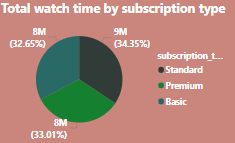 Total watch time by subscription type
8M
(32.65%)
9M
(34.35%)
subscription_t...
Standard
Premium
Basic
8M
(33.01%)